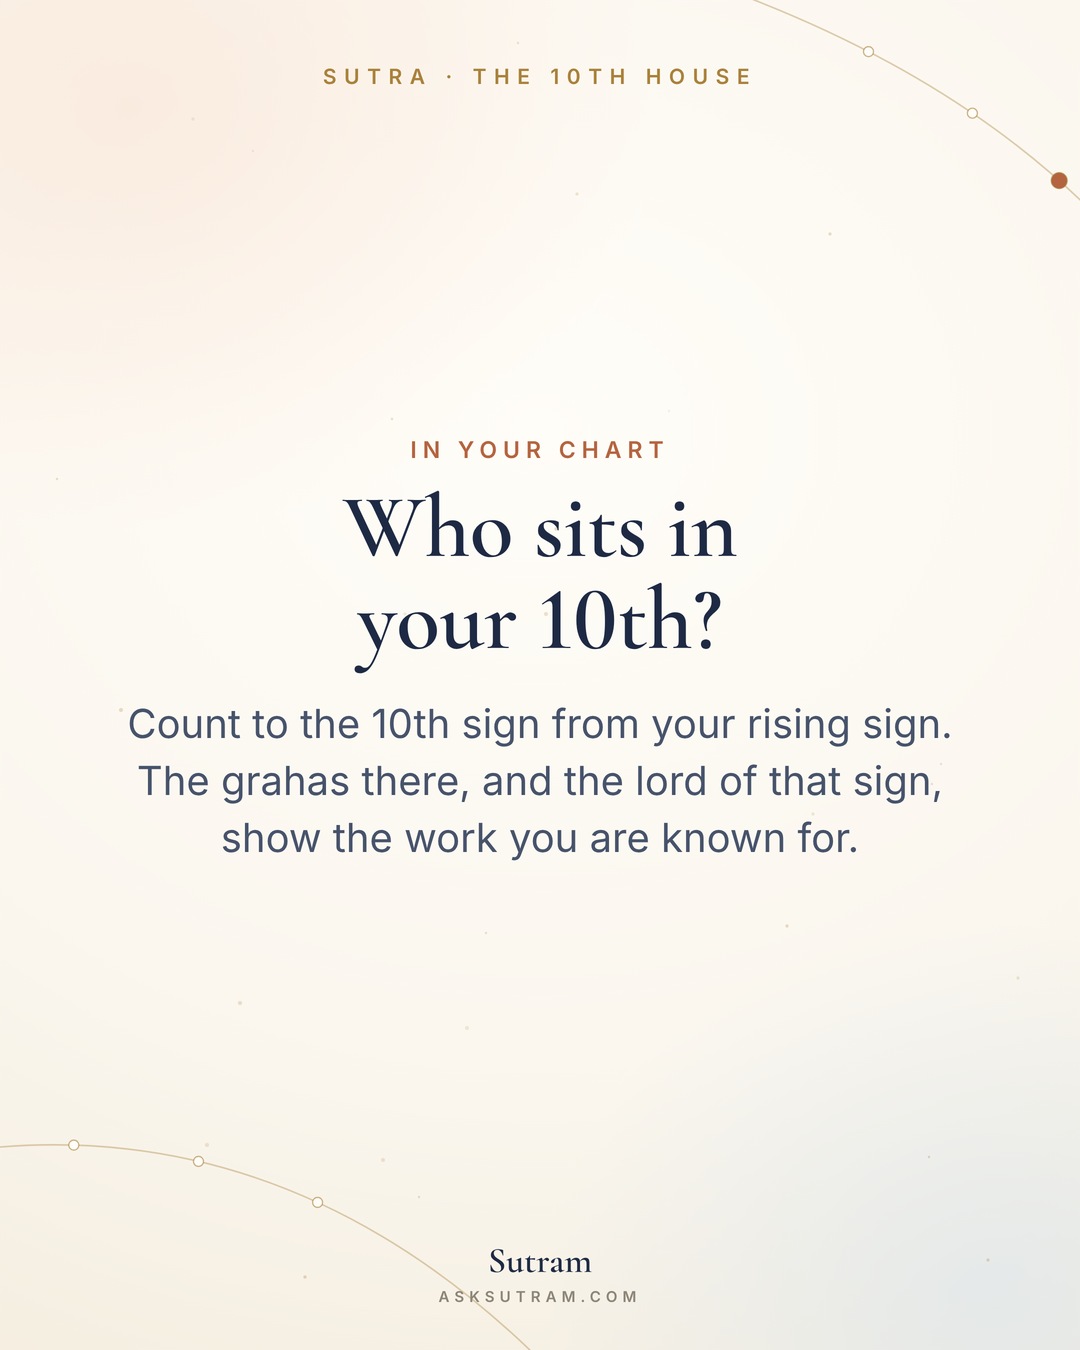 SUTRA · THE 10TH HOUSE
IN YOUR CHART
Who sits in
your 10th?
Count to the 10th sign from your rising sign.
The grahas there, and the lord of that sign,
show the work you are known for.
Sutram
ASKSUTRAM.COM